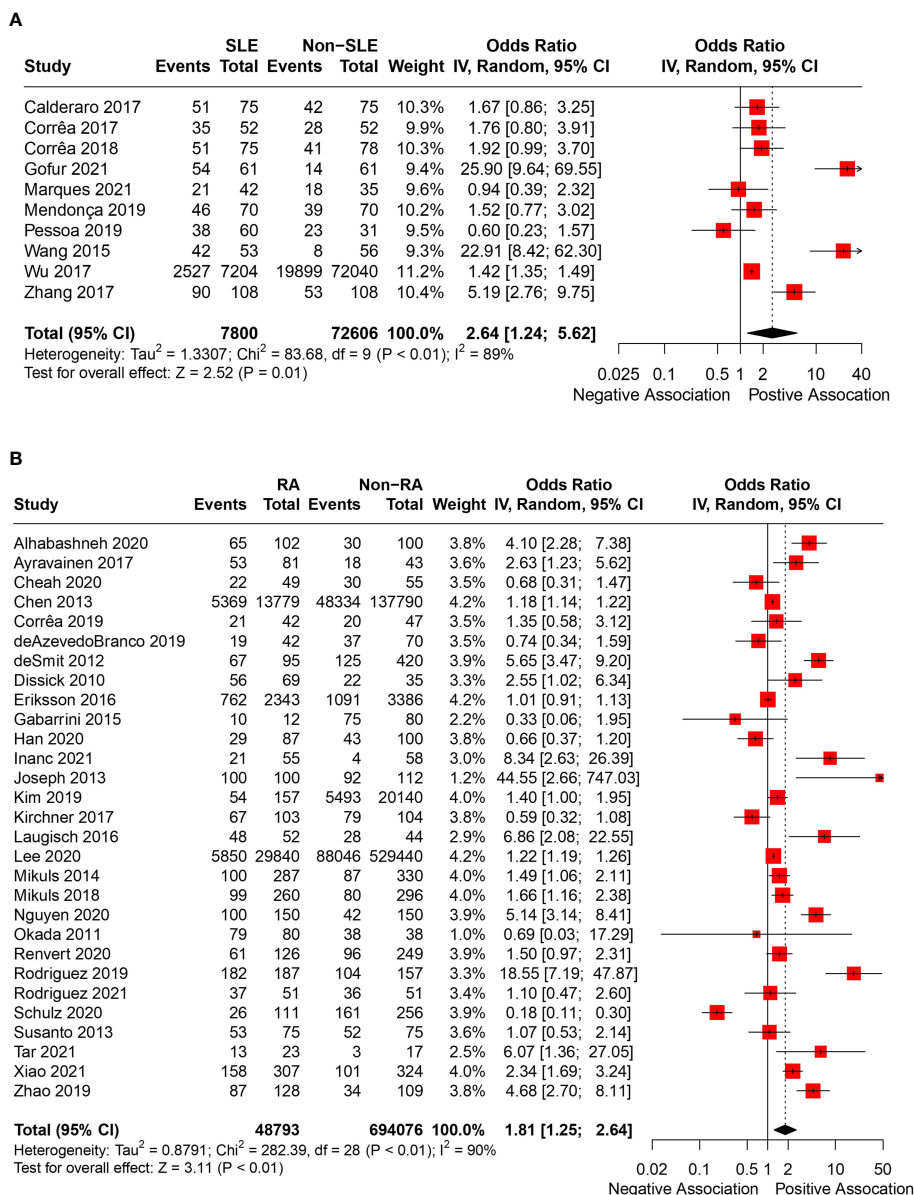 A
SLE Non−SLE Odds Ratio Odds Ratio
Study Events Total Events Total Weight IV, Random, 95% CI IV, Random, 95% CI
Calderaro 2017 51 75 42 75 10.3% 1.67 [0.86; 3.25]
Corrêa 2017 35 52 28 52 9.9% 1.76 [0.80; 3.91]
Corrêa 2018 51 75 41 78 10.3% 1.92 [0.99; 3.70]
Gofur 2021 54 61 14 61 8.9% 25.90 [9.64; 69.55]
Marques 2021 21 42 18 35 9.6% 0.94 [0.39; 2.32]
Mendonça 2019 46 70 39 70 10.2% 1.52 [0.77; 3.02]
Pessoa 2019 38 60 23 31 9.4% 0.60 [0.23; 1.57]
Wang 2015 42 53 8 56 9.3% 22.91 [8.42; 62.30]
Wu 2017 2527 7204 19899 72040 11.2% 1.42 [1.35; 1.49]
Zhang 2017 90 108 53 108 10.4% 5.19 [2.76; 9.75]
Total (95% CI) 7800 72606 100.0% 2.64 [1.24; 5.62]
Heterogeneity: Tau² = 1.3307; Chi² = 83.68, df = 9 (P < 0.01); I² = 89%
Test for overall effect: Z = 2.52 (P = 0.01)
0.025 0.1 0.5 1 2 10 40
Negative Association Postive Assocation
B
RA Non−RA Odds Ratio Odds Ratio
Study Events Total Events Total Weight IV, Random, 95% CI IV, Random, 95% CI
Alhabashneh 2020 65 102 30 100 3.8% 4.10 [2.28; 7.38]
Ayravainen 2017 53 81 18 43 3.6% 2.63 [1.23; 5.62]
Cheah 2020 22 49 30 55 3.5% 0.68 [0.31; 1.47]
Chen 2013 5369 13779 48334 137790 4.2% 1.18 [1.14; 1.22]
Corrêa 2019 21 42 20 47 3.4% 1.35 [0.58; 3.12]
deAzevedoBranco 2019 19 42 37 70 3.5% 0.74 [0.34; 1.59]
deSmit 2012 67 95 125 420 3.9% 5.65 [3.47; 9.20]
Dissick 2010 56 69 22 35 3.3% 2.55 [1.02; 6.34]
Eriksson 2016 762 2343 1091 3386 4.2% 1.01 [0.91; 1.13]
Gabarrini 2015 10 12 75 80 2.2% 0.33 [0.06; 1.95]
Han 2020 29 87 43 100 3.8% 0.66 [0.37; 1.20]
Inanc 2021 21 55 4 58 3.0% 8.34 [2.63; 26.39]
Joseph 2013 100 100 92 112 1.2% 44.55 [2.66; 747.03]
Kim 2019 54 157 5493 20140 4.0% 1.40 [1.00; 1.95]
Kirchner 2017 67 103 79 104 3.8% 0.59 [0.32; 1.08]
Laugisch 2016 48 52 28 44 2.9% 6.86 [2.08; 22.55]
Lee 2020 5850 29840 88046 529440 4.2% 1.22 [1.19; 1.26]
Mikuls 2014 100 287 87 330 4.0% 1.49 [1.06; 2.11]
Mikuls 2018 99 260 80 296 4.0% 1.66 [1.16; 2.38]
Nguyen 2020 100 150 42 150 3.9% 5.14 [3.14; 8.41]
Okada 2011 79 80 38 38 1.0% 0.69 [0.03; 17.29]
Renvert 2020 61 126 96 249 3.9% 1.50 [0.97; 2.31]
Rodriguez 2019 182 187 104 157 3.3% 18.55 [7.19; 47.87]
Rodriguez 2021 37 51 36 51 3.4% 1.10 [0.47; 2.60]
Schulz 2020 26 111 161 256 3.9% 0.18 [0.11; 0.30]
Susanto 2013 53 75 52 75 3.6% 1.07 [0.53; 2.14]
Tar 2021 13 23 3 17 2.5% 6.07 [1.36; 27.05]
Xiao 2021 158 307 101 324 4.0% 2.34 [1.69; 3.24]
Zhao 2019 87 128 34 109 3.8% 4.68 [2.70; 8.11]
Total (95% CI) 48793 694076 100.0% 1.81 [1.25; 2.64]
Heterogeneity: Tau² = 0.8791; Chi² = 282.39, df = 28 (P < 0.01); I² = 90%
Test for overall effect: Z = 3.11 (P < 0.01)
0.02 0.1 0.5 1 2 10 50
Negative Association Positive Assocation